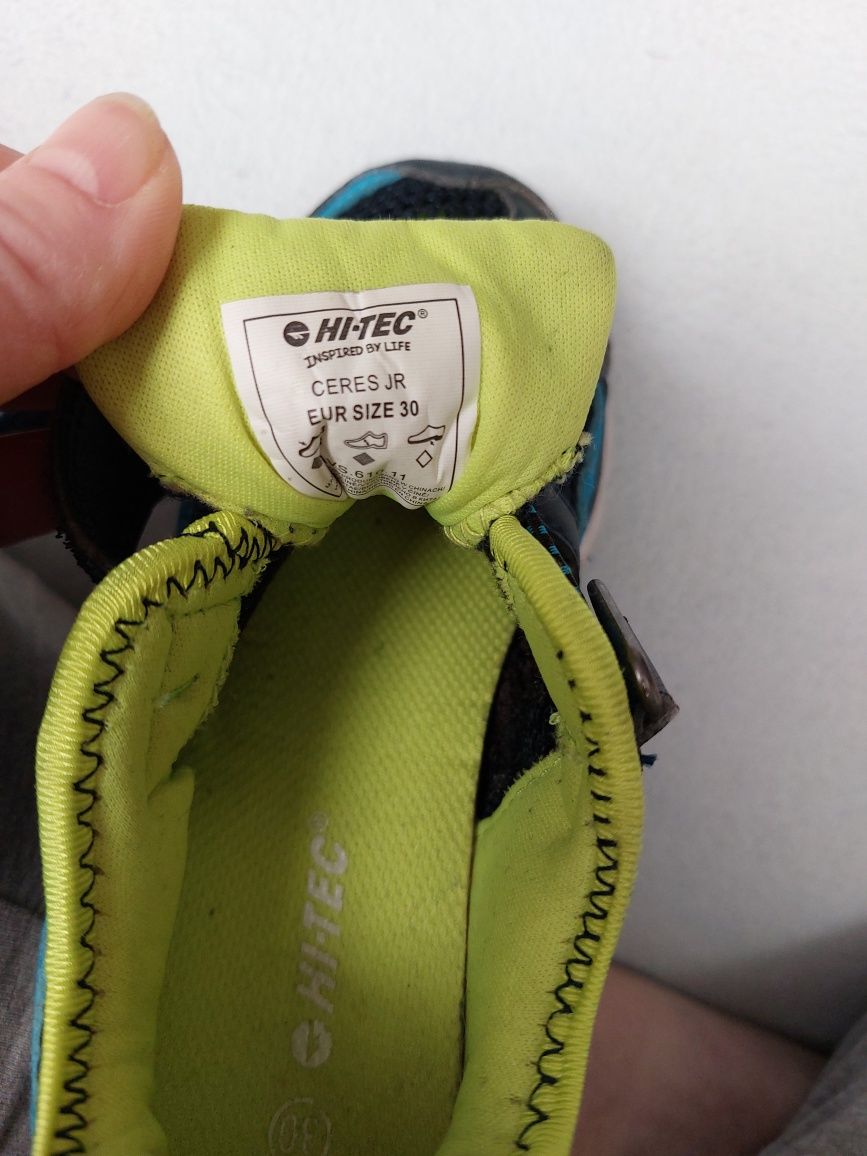 HI-TEC®
INSPIRED BY LIFE
CERES JR
EUR SIZE 30
HI-TEC®
30